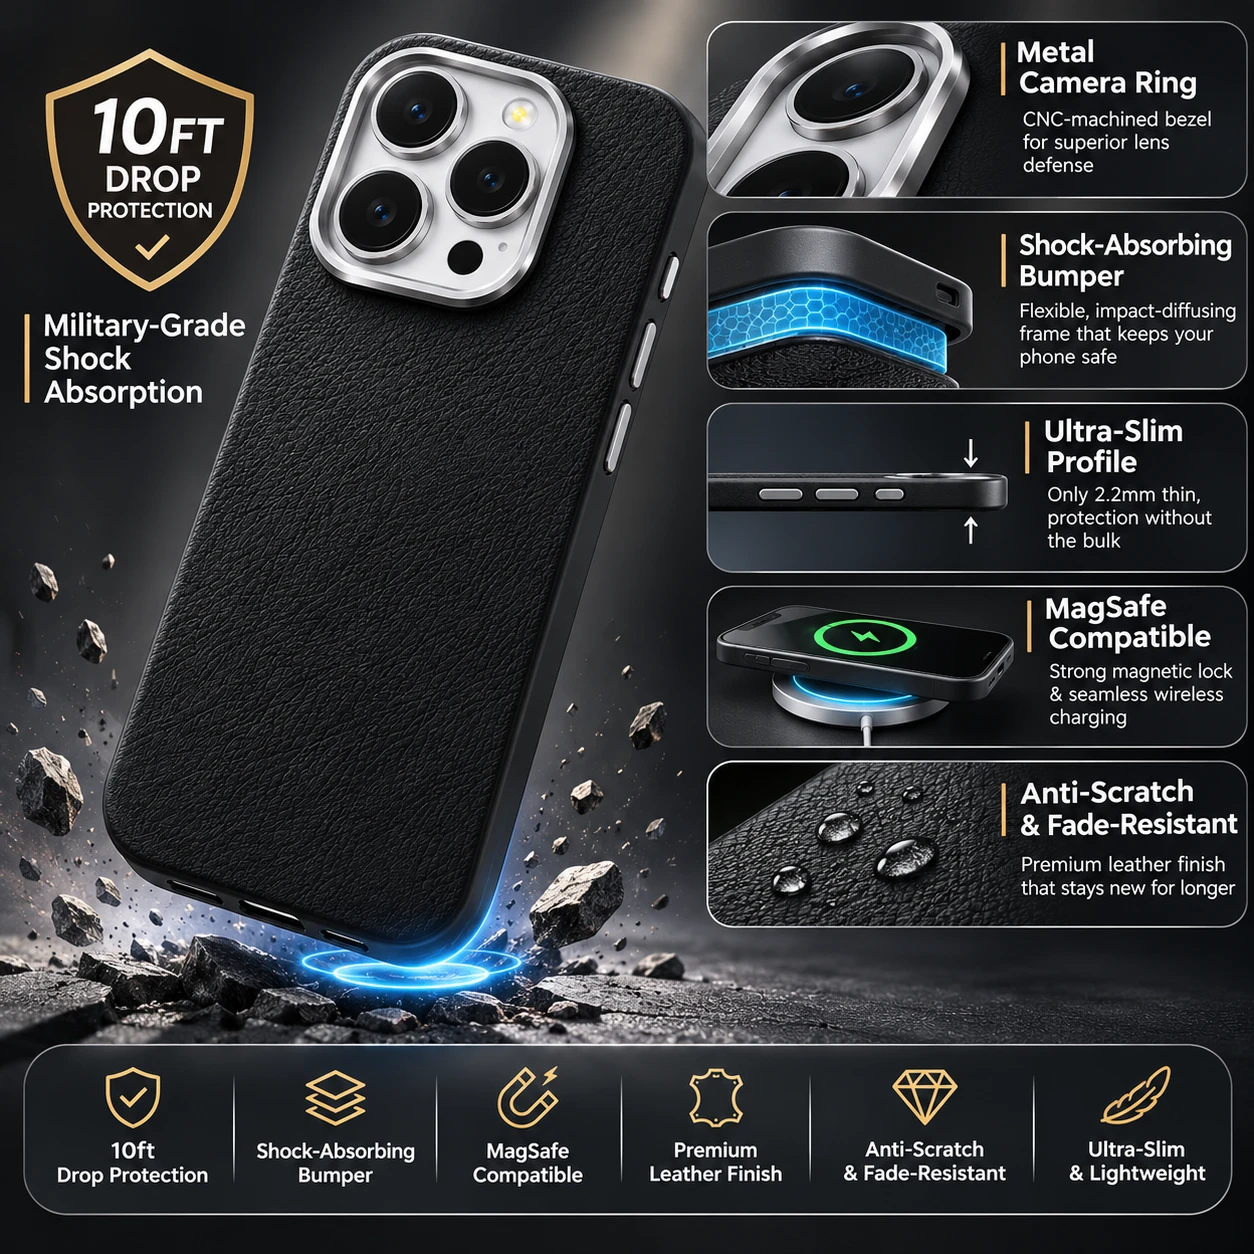 10FT
DROP
PROTECTION
Military-Grade
Shock
Absorption
Metal
Camera Ring
CNC-machined bezel
for superior lens
defense
Shock-Absorbing
Bumper
Flexible, impact-diffusing
frame that keeps your
phone safe
Ultra-Slim
Profile
Only 2.2mm thin,
protection without
the bulk
MagSafe
Compatible
Strong magnetic lock
& seamless wireless
charging
Anti-Scratch
& Fade-Resistant
Premium leather finish
that stays new for longer
10ft
Drop Protection
Shock-Absorbing
Bumper
MagSafe
Compatible
Premium
Leather Finish
Anti-Scratch
& Fade-Resistant
Ultra-Slim
& Lightweight